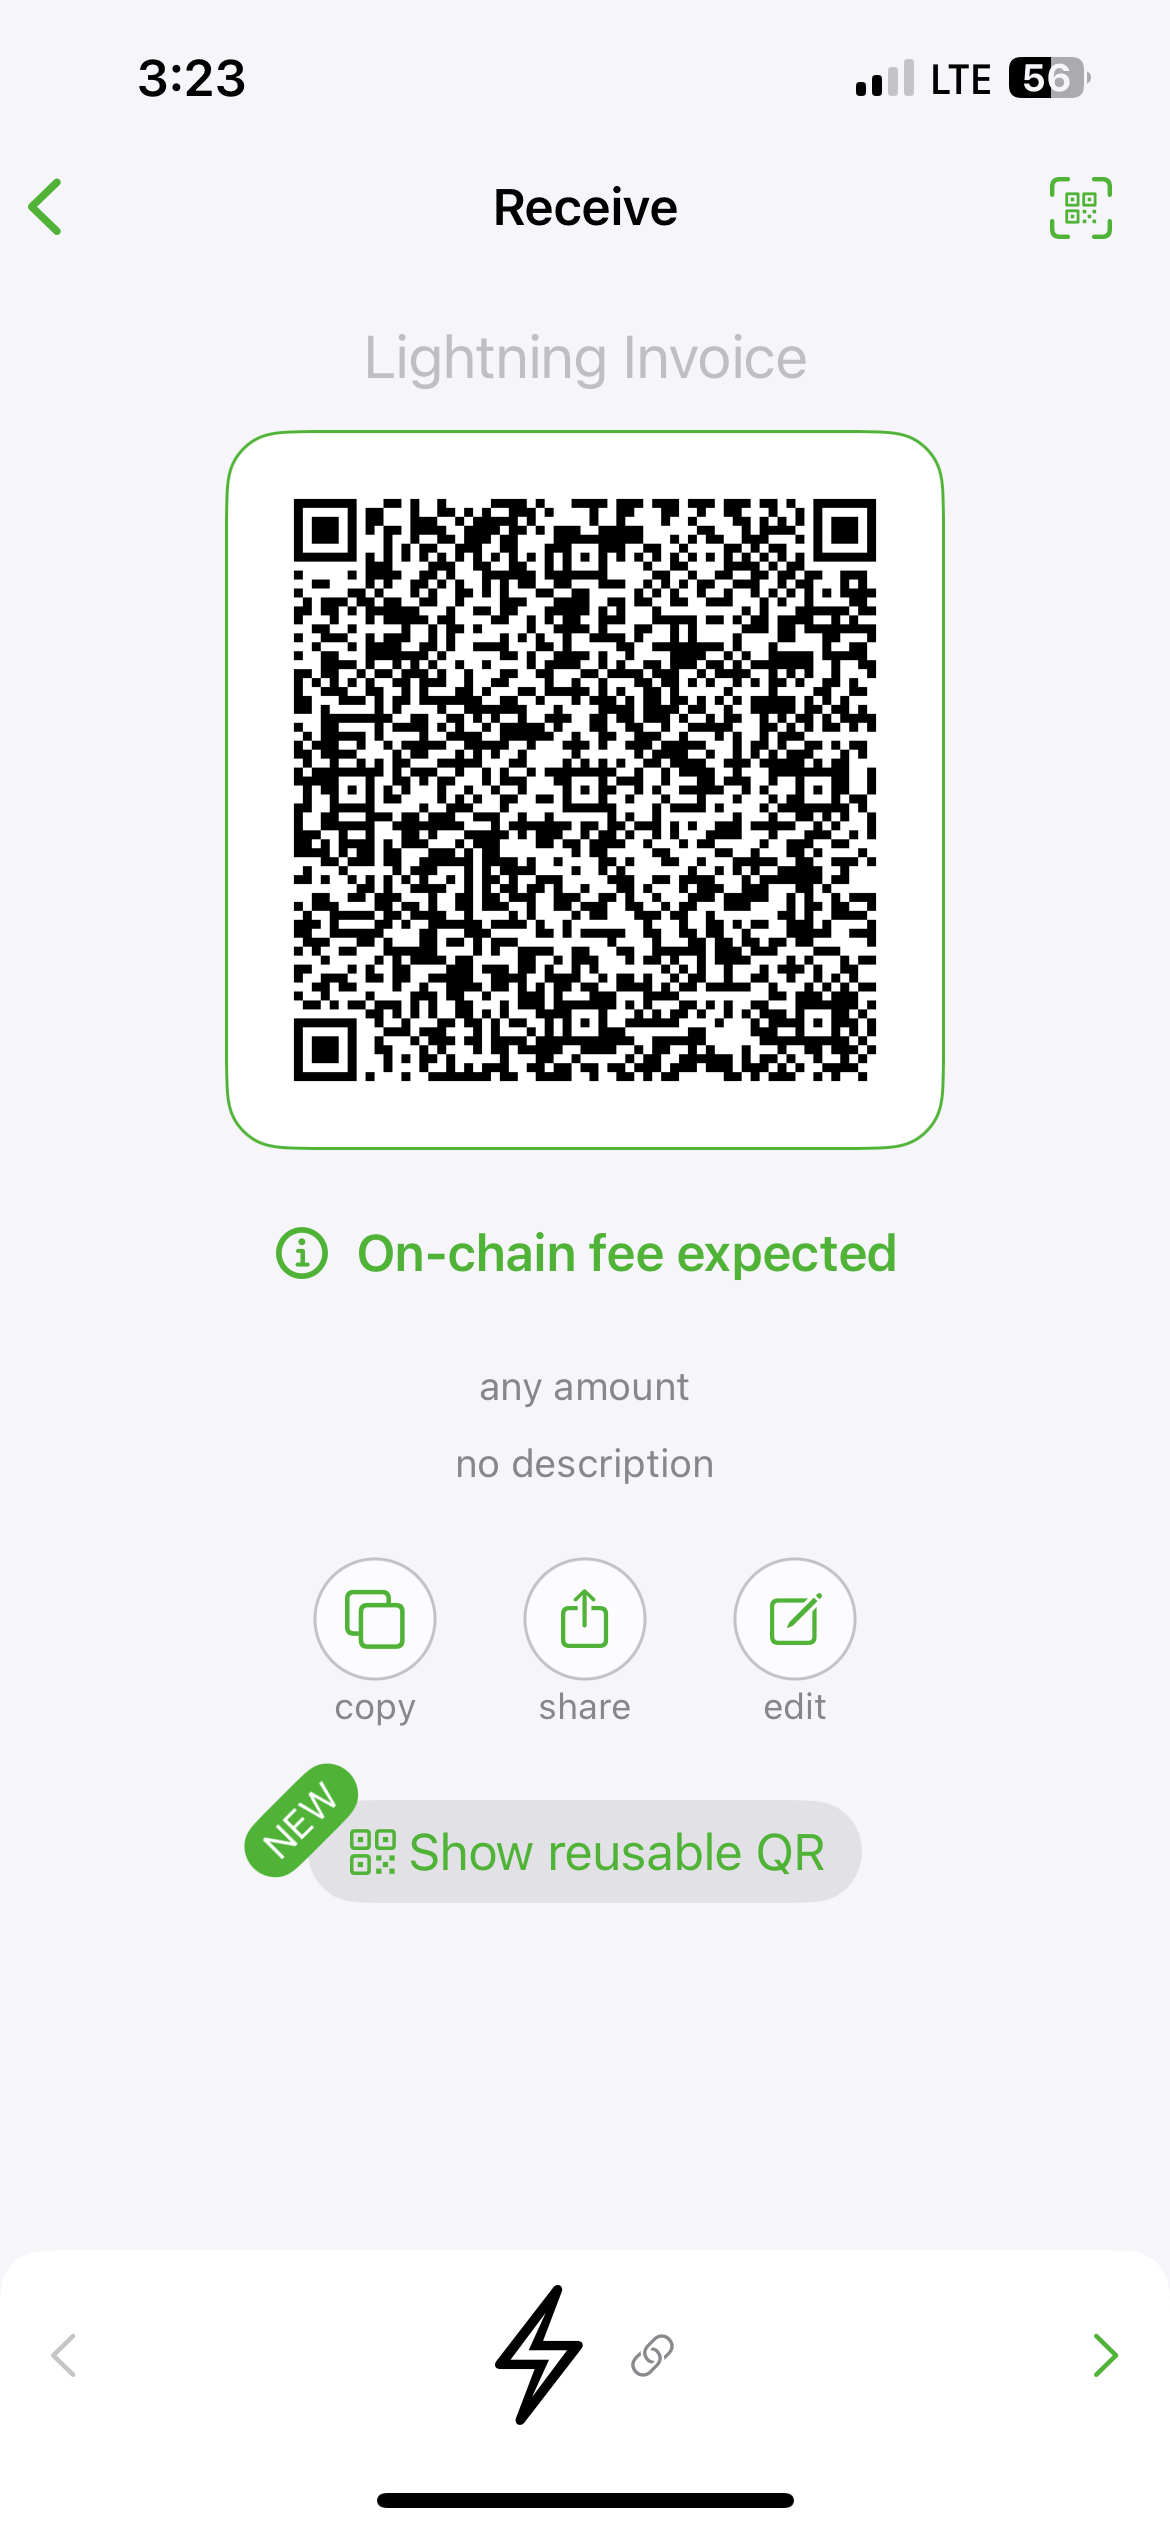 3:23
LTE
56
Receive
Lightning Invoice
On-chain fee expected
any amount
no description
copy
share
edit
NEW
Show reusable QR